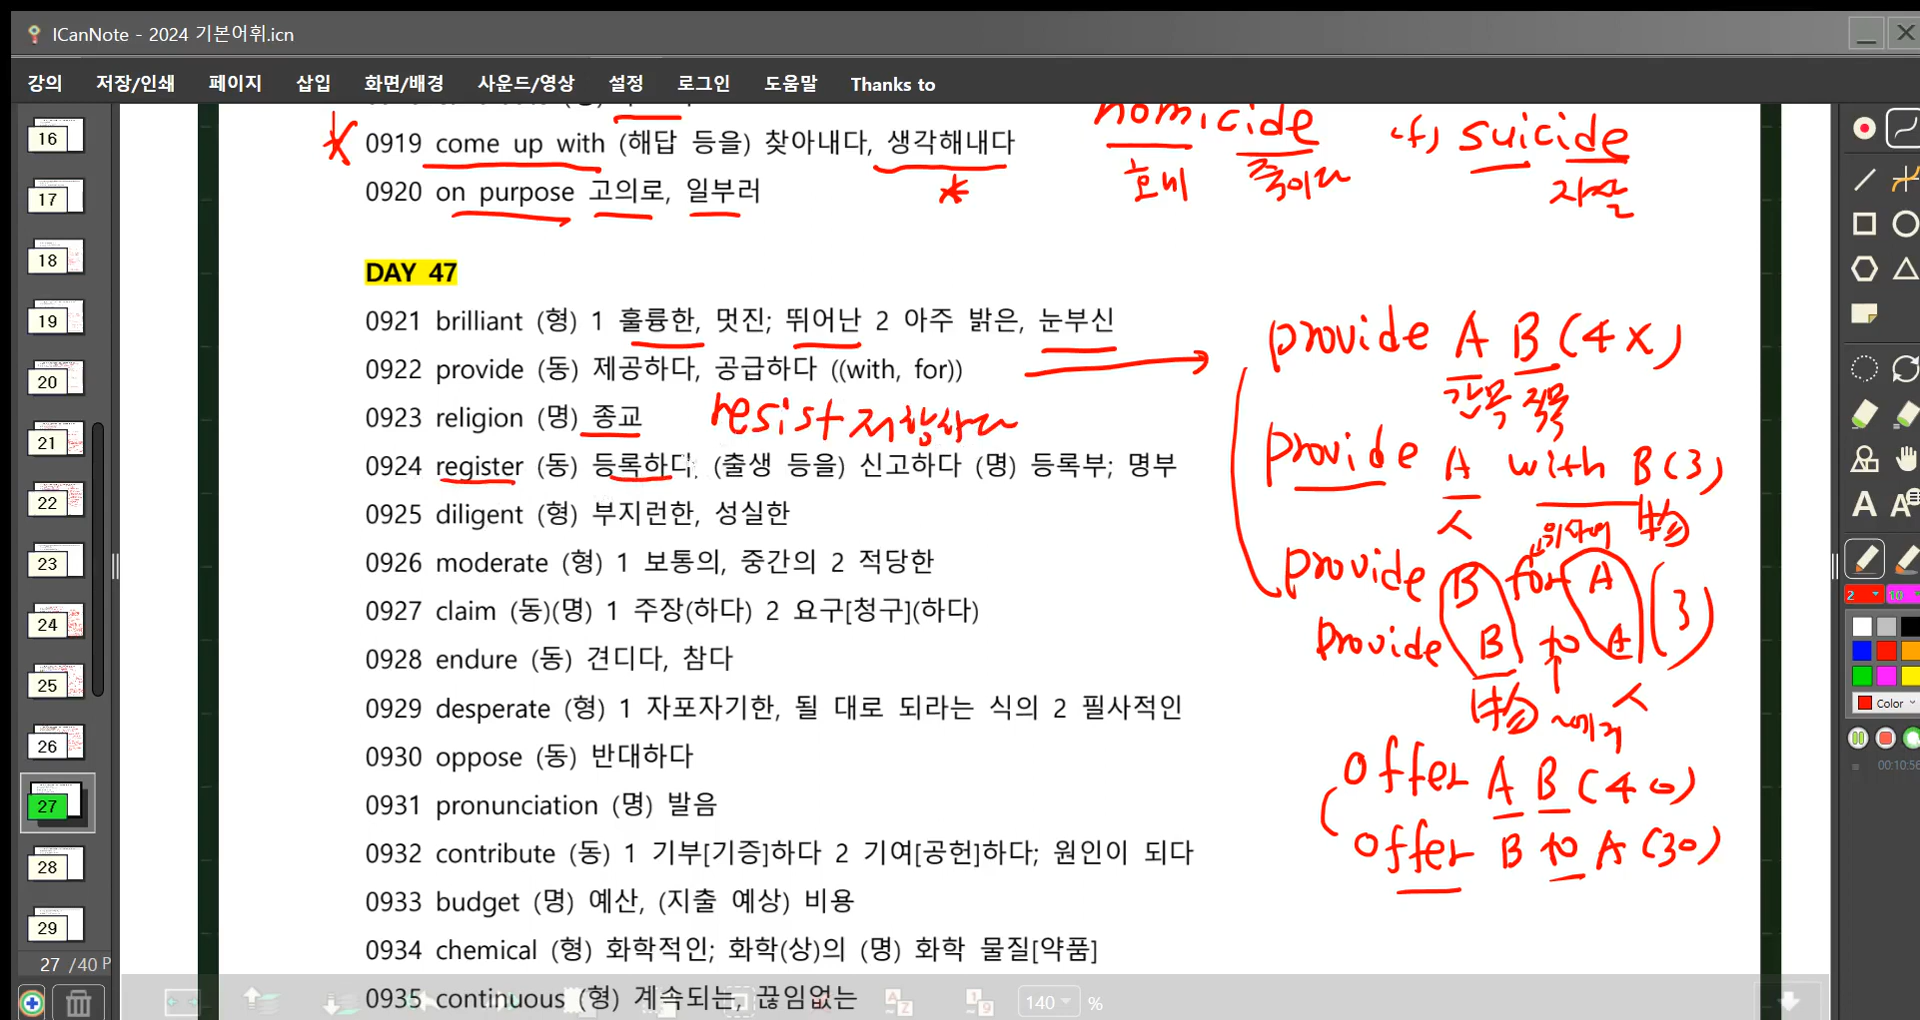 ICanNote - 2024 기본어휘.icn
강의 저장/인쇄 페이지 삽입 화면/배경 사운드/영상 설정 로그인 도움말 Thanks to
homicide cf) suicide
죽이다 자살
0919 come up with (해답 등을) 찾아내다, 생각해내다
0920 on purpose 고의로, 일부러
DAY 47
0921 brilliant (형) 1 훌륭한, 멋진; 뛰어난 2 아주 밝은, 눈부신
0922 provide (동) 제공하다, 공급하다 ((with, for))
0923 religion (명) 종교
resist 저항하다
0924 register (동) 등록하다, (출생 등을) 신고하다 (명) 등록부; 명부
0925 diligent (형) 부지런한, 성실한
0926 moderate (형) 1 보통의, 중간의 2 적당한
0927 claim (동)(명) 1 주장(하다) 2 요구[청구](하다)
0928 endure (동) 견디다, 참다
0929 desperate (형) 1 자포자기한, 될 대로 되라는 식의 2 필사적인
0930 oppose (동) 반대하다
0931 pronunciation (명) 발음
0932 contribute (동) 1 기부[기증]하다 2 기여[공헌]하다; 원인이 되다
0933 budget (명) 예산, (지출 예상) 비용
0934 chemical (형) 화학적인; 화학(상)의 (명) 화학 물질[약품]
0935 continuous (형) 계속되는, 끊임없는
provide A B (4 X)
간목 직목
provide A with B (3)
人 物
위하여
provide B for A
provide B to A (3)
物 ~에게 人
offer A B (4 o)
offer B to A (3o)
16
17
18
19
20
21
22
23
24
25
26
27
28
29
27 /40 P
140 %
2 10
Color
00:10:56